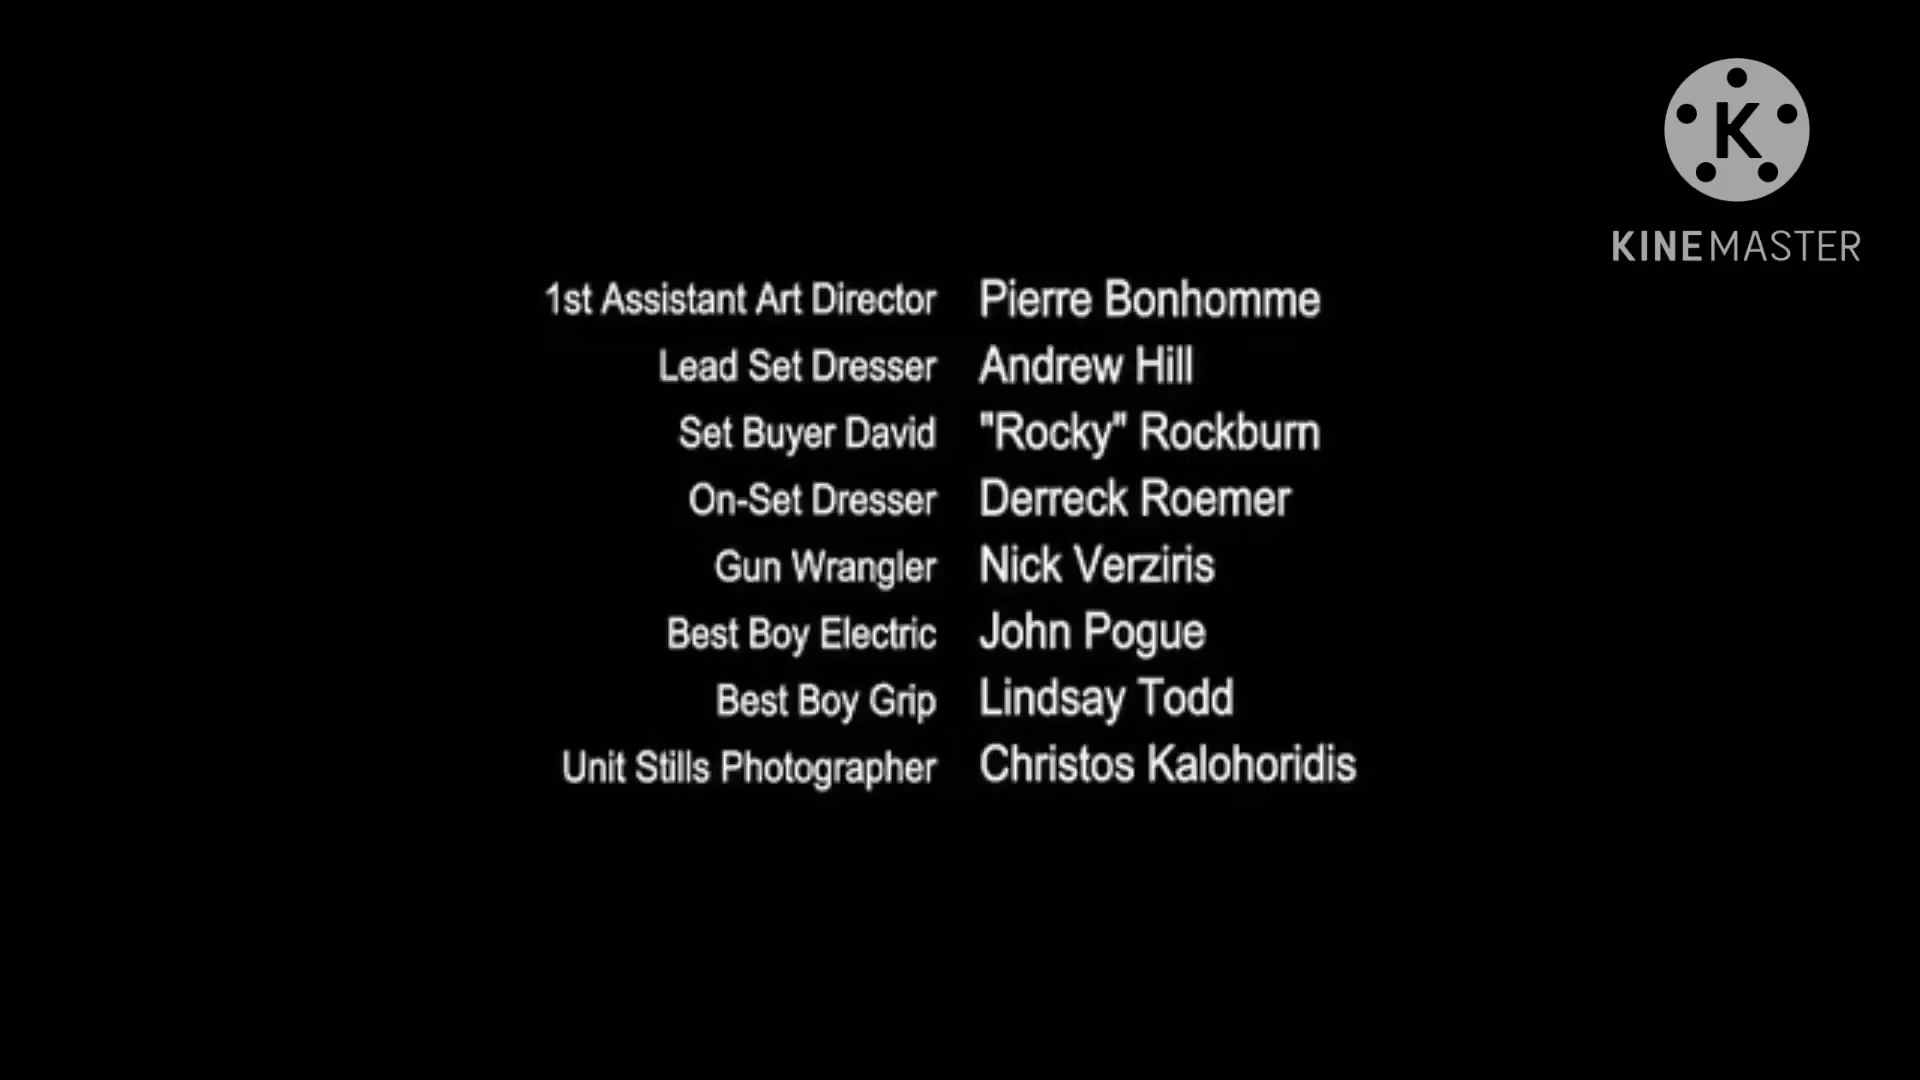 K
KINEMASTER
1st Assistant Art Director Pierre Bonhomme
Lead Set Dresser Andrew Hill
Set Buyer David "Rocky" Rockburn
On-Set Dresser Derreck Roemer
Gun Wrangler Nick Verziris
Best Boy Electric John Pogue
Best Boy Grip Lindsay Todd
Unit Stills Photographer Christos Kalohoridis